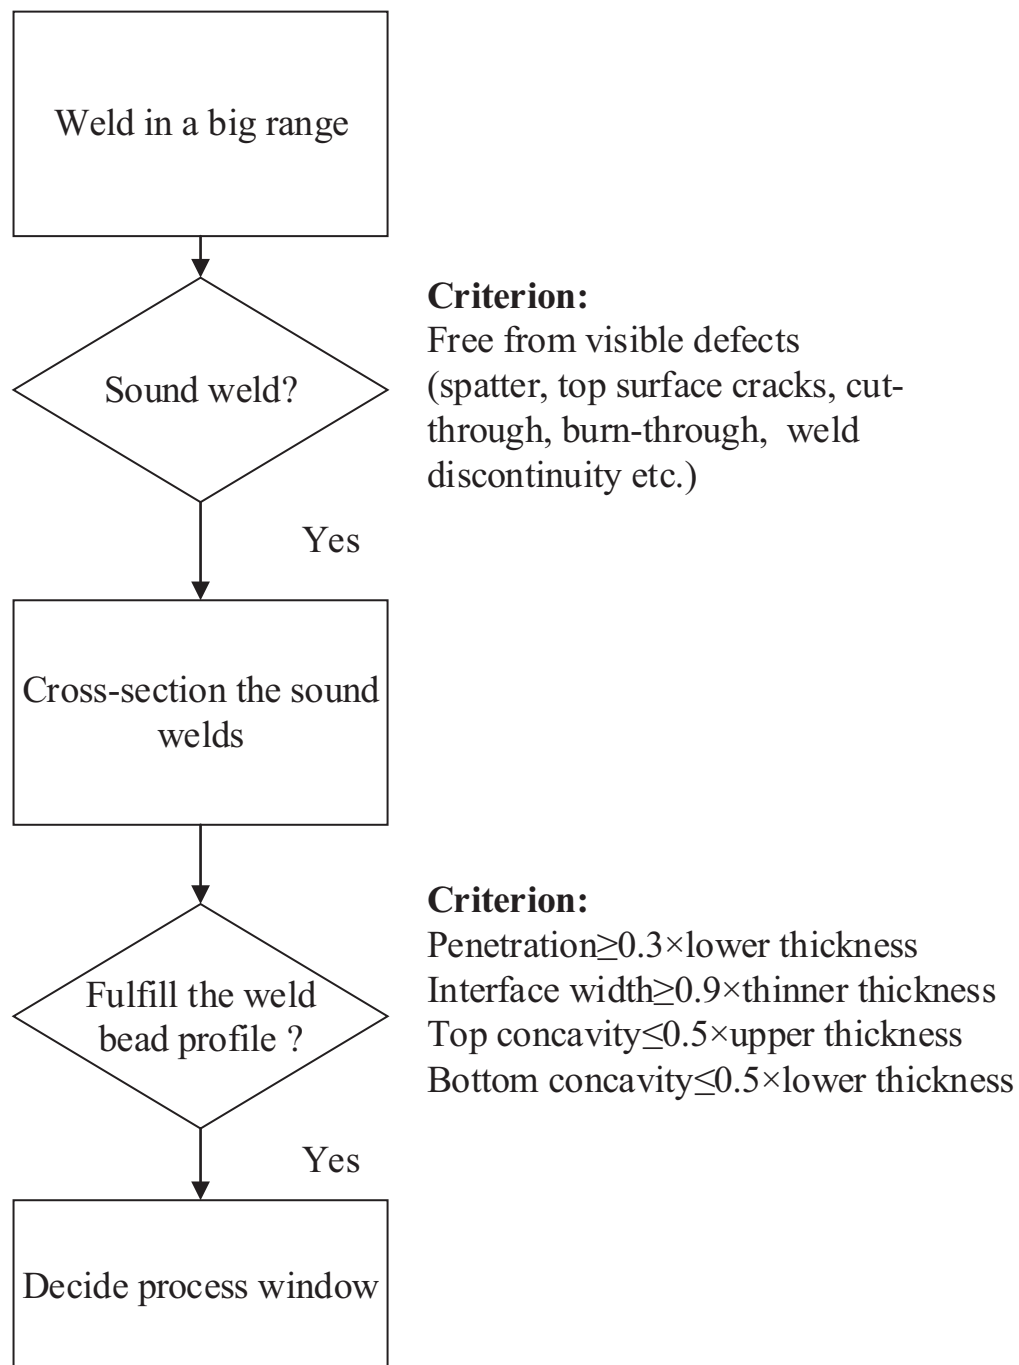 Weld in a big range
Sound weld?
Criterion:
Free from visible defects
(spatter, top surface cracks, cut-
through, burn-through,  weld
discontinuity etc.)
Yes
Cross-section the sound
welds
Fulfill the weld
bead profile ?
Criterion:
Penetration≥0.3×lower thickness
Interface width≥0.9×thinner thickness
Top concavity≤0.5×upper thickness
Bottom concavity≤0.5×lower thickness
Yes
Decide process window